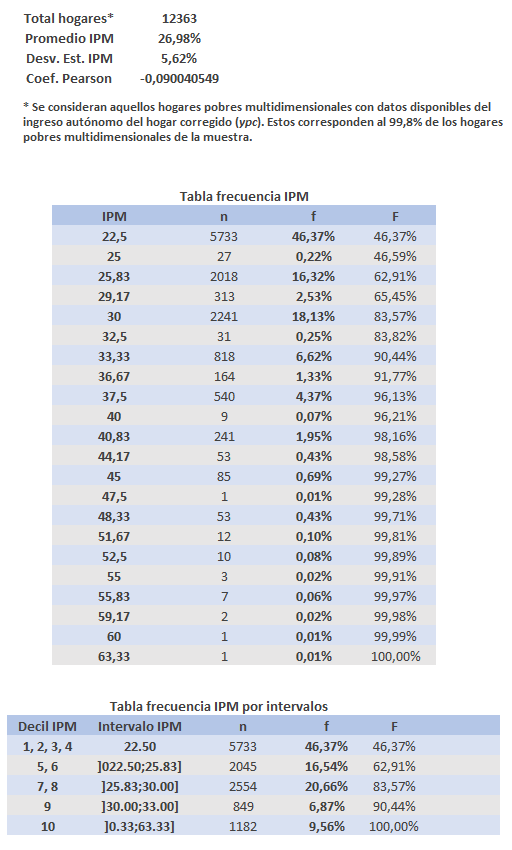 Total hogares* 12363
Promedio IPM 26,98%
Desv. Est. IPM 5,62%
Coef. Pearson -0,090040549
* Se consideran aquellos hogares pobres multidimensionales con datos disponibles del
ingreso autónomo del hogar corregido (ypc). Estos corresponden al 99,8% de los hogares
pobres multidimensionales de la muestra.
Tabla frecuencia IPM
IPM n f F
22,5 5733 46,37% 46,37%
25 27 0,22% 46,59%
25,83 2018 16,32% 62,91%
29,17 313 2,53% 65,45%
30 2241 18,13% 83,57%
32,5 31 0,25% 83,82%
33,33 818 6,62% 90,44%
36,67 164 1,33% 91,77%
37,5 540 4,37% 96,13%
40 9 0,07% 96,21%
40,83 241 1,95% 98,16%
44,17 53 0,43% 98,58%
45 85 0,69% 99,27%
47,5 1 0,01% 99,28%
48,33 53 0,43% 99,71%
51,67 12 0,10% 99,81%
52,5 10 0,08% 99,89%
55 3 0,02% 99,91%
55,83 7 0,06% 99,97%
59,17 2 0,02% 99,98%
60 1 0,01% 99,99%
63,33 1 0,01% 100,00%
Tabla frecuencia IPM por intervalos
Decil IPM Intervalo IPM n f F
1, 2, 3, 4 22.50 5733 46,37% 46,37%
5, 6 ]022.50;25.83] 2045 16,54% 62,91%
7, 8 ]25.83;30.00] 2554 20,66% 83,57%
9 ]30.00;33.00] 849 6,87% 90,44%
10 ]0.33;63.33] 1182 9,56% 100,00%